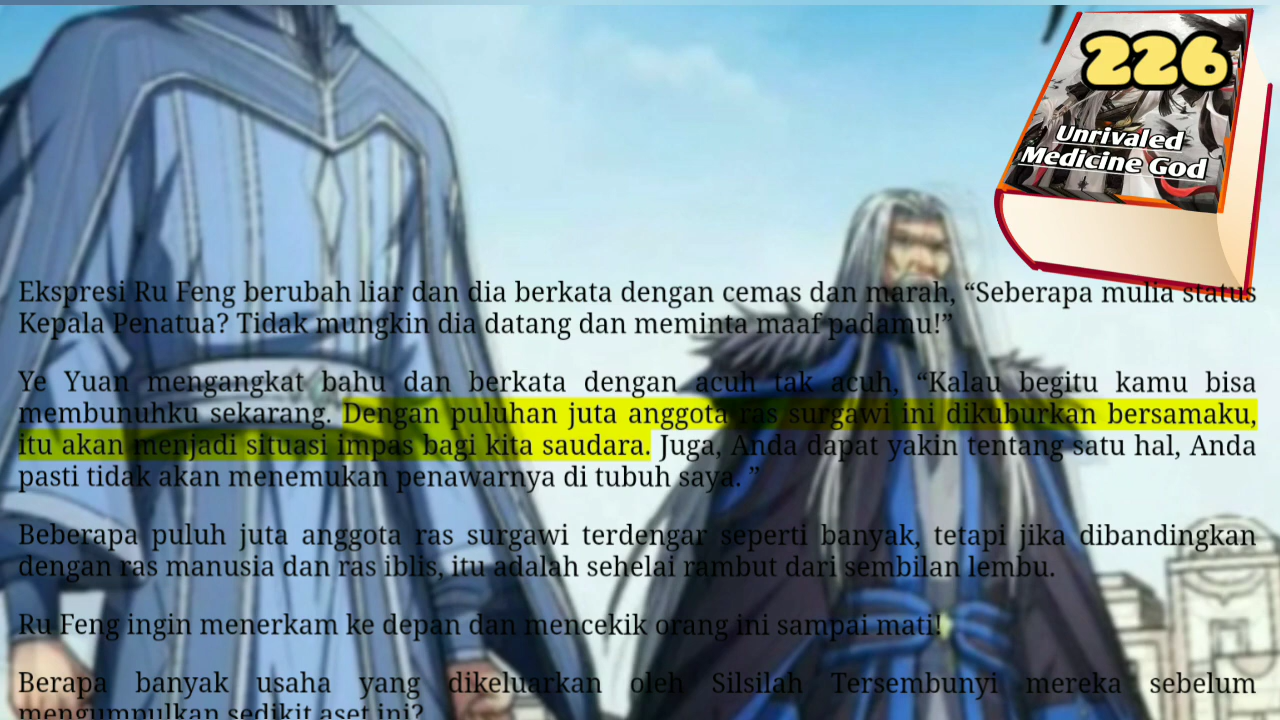 226
Unrivaled
Medicine God
Ekspresi Ru Feng berubah liar dan dia berkata dengan cemas dan marah, “Seberapa mulia status
Kepala Penatua? Tidak mungkin dia datang dan meminta maaf padamu!”
Ye Yuan mengangkat bahu dan berkata dengan acuh tak acuh, “Kalau begitu kamu bisa
membunuhku sekarang. Dengan puluhan juta anggota ras surgawi ini dikuburkan bersamaku,
itu akan menjadi situasi impas bagi kita saudara. Juga, Anda dapat yakin tentang satu hal, Anda
pasti tidak akan menemukan penawarnya di tubuh saya. ”
Beberapa puluh juta anggota ras surgawi terdengar seperti banyak, tetapi jika dibandingkan
dengan ras manusia dan ras iblis, itu adalah sehelai rambut dari sembilan lembu.
Ru Feng ingin menerkam ke depan dan mencekik orang ini sampai mati!
Berapa banyak usaha yang dikeluarkan oleh Silsilah Tersembunyi mereka sebelum
mengumpulkan sedikit aset ini?